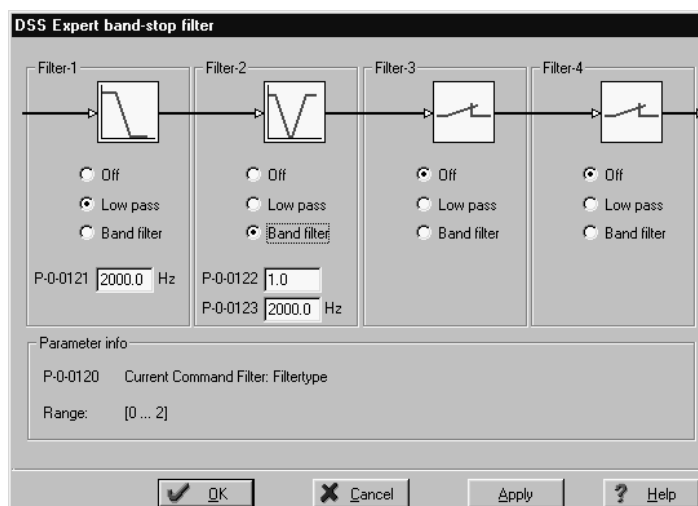 DSS Expert band-stop filter
Filter-1
Off
Low pass
Band filter
P-0-0121 2000.0 Hz
Filter-2
Off
Low pass
Band filter
P-0-0122 1.0
P-0-0123 2000.0 Hz
Filter-3
Off
Low pass
Band filter
Filter-4
Off
Low pass
Band filter
Parameter info
P-0-0120 Current Command Filter: Filtertype
Range: [0 ... 2]
OK
Cancel
Apply
? Help